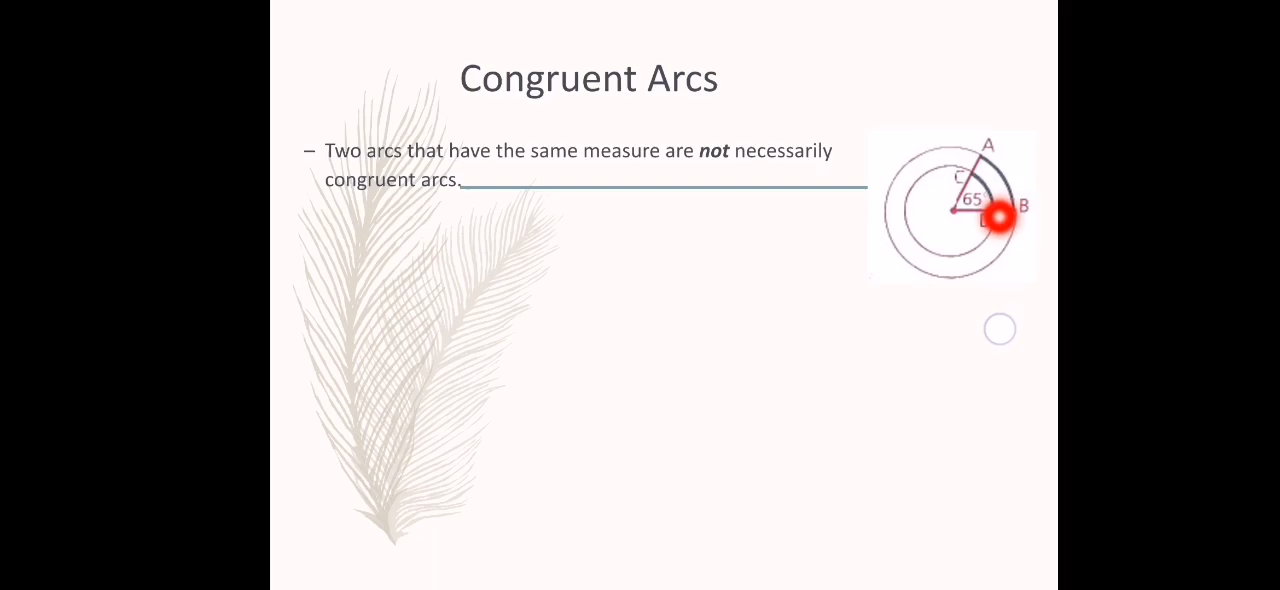 Congruent Arcs
– Two arcs that have the same measure are not necessarily
congruent arcs.
A
C
65
B